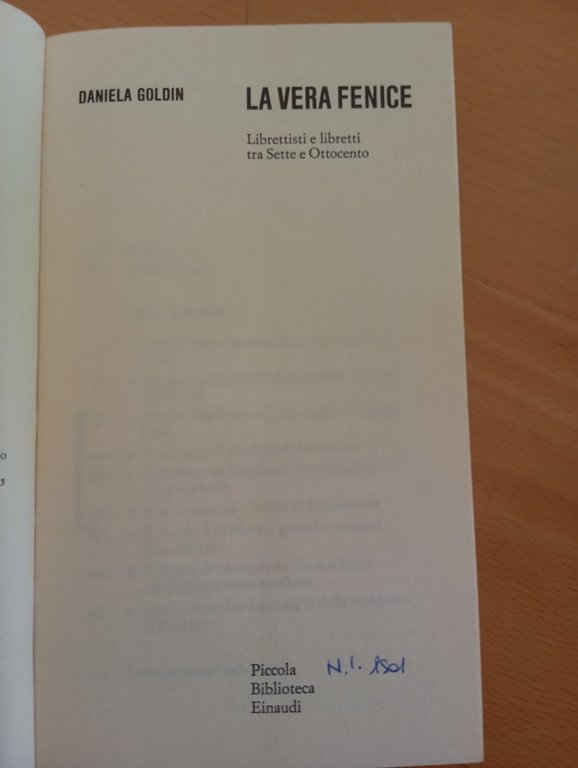 DANIELA GOLDIN
LA VERA FENICE
Librettisti e libretti
tra Sette e Ottocento
Piccola
Biblioteca
Einaudi
N.i. 1501